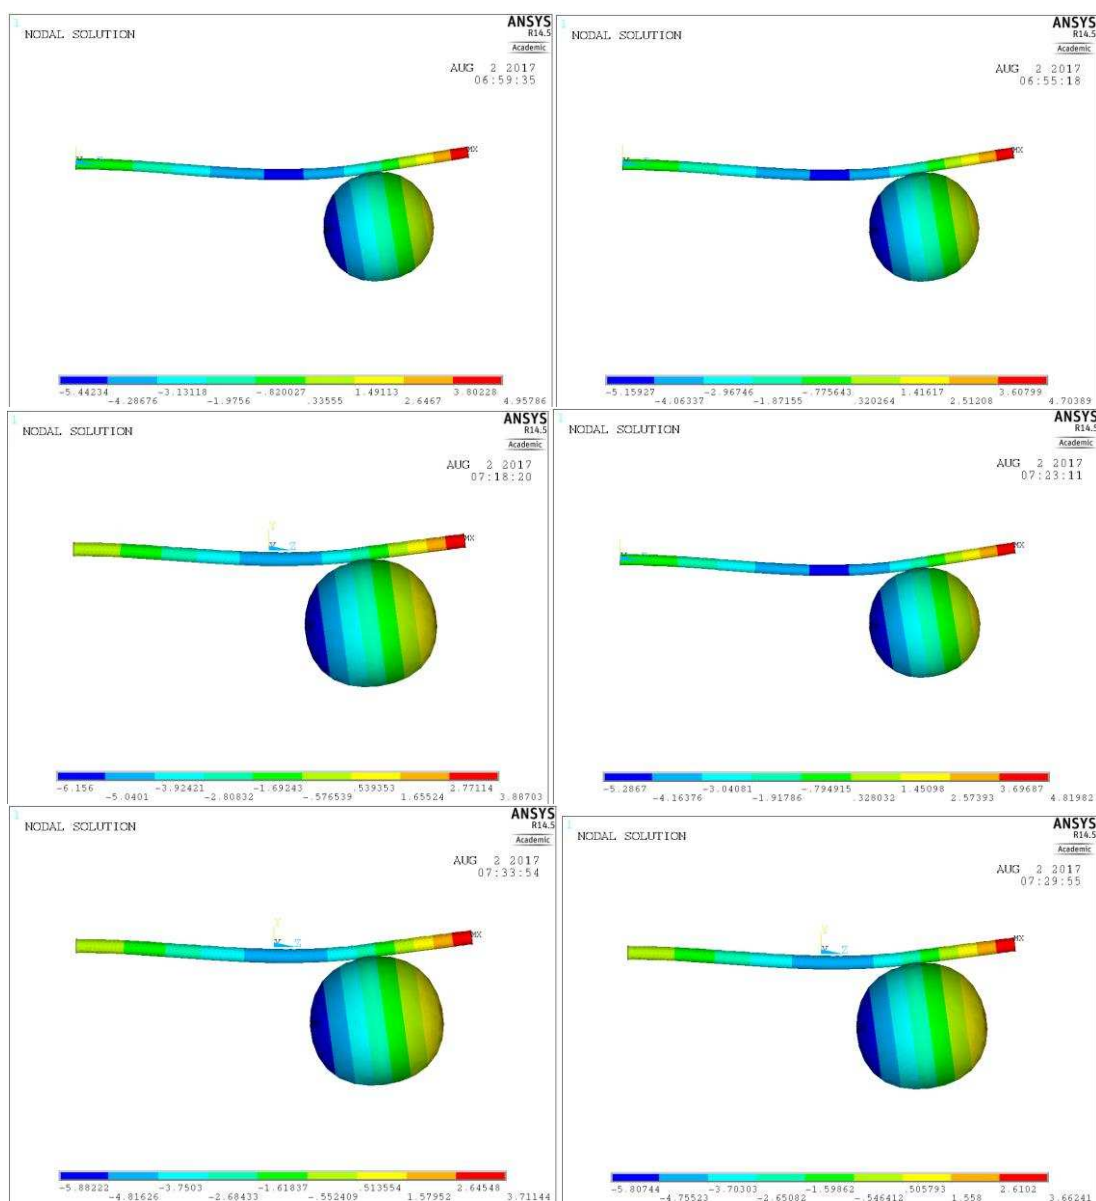 1
NODAL SOLUTION
ANSYS
R14.5
Academic
AUG 2 2017
06:59:35
MX
-5.44234 -3.13118 -.820027 1.49113 3.80228
-4.28676 -1.9756 .33555 2.6467 4.95786
1
NODAL SOLUTION
ANSYS
R14.5
Academic
AUG 2 2017
06:55:18
MX
-5.15927 -2.96746 -.775643 1.41617 3.60799
-4.06337 -1.87155 .320264 2.51208 4.70389
1
NODAL SOLUTION
ANSYS
R14.5
Academic
AUG 2 2017
07:18:20
Y
X Z
MX
-6.156 -3.92421 -1.69243 .539353 2.77114
-5.0401 -2.80832 -.576539 1.65524 3.88703
1
NODAL SOLUTION
ANSYS
R14.5
Academic
AUG 2 2017
07:23:11
MX
-5.2867 -3.04081 -.794915 1.45098 3.69687
-4.16376 -1.91786 .328032 2.57393 4.81982
1
NODAL SOLUTION
ANSYS
R14.5
Academic
AUG 2 2017
07:33:54
Y
X Z
MX
-5.88222 -3.7503 -1.61837 .513554 2.64548
-4.81626 -2.68433 -.552409 1.57952 3.71144
1
NODAL SOLUTION
ANSYS
R14.5
Academic
AUG 2 2017
07:29:55
Y
X Z
MX
-5.80744 -3.70303 -1.59862 .505793 2.6102
-4.75523 -2.65082 -.546412 1.558 3.66241